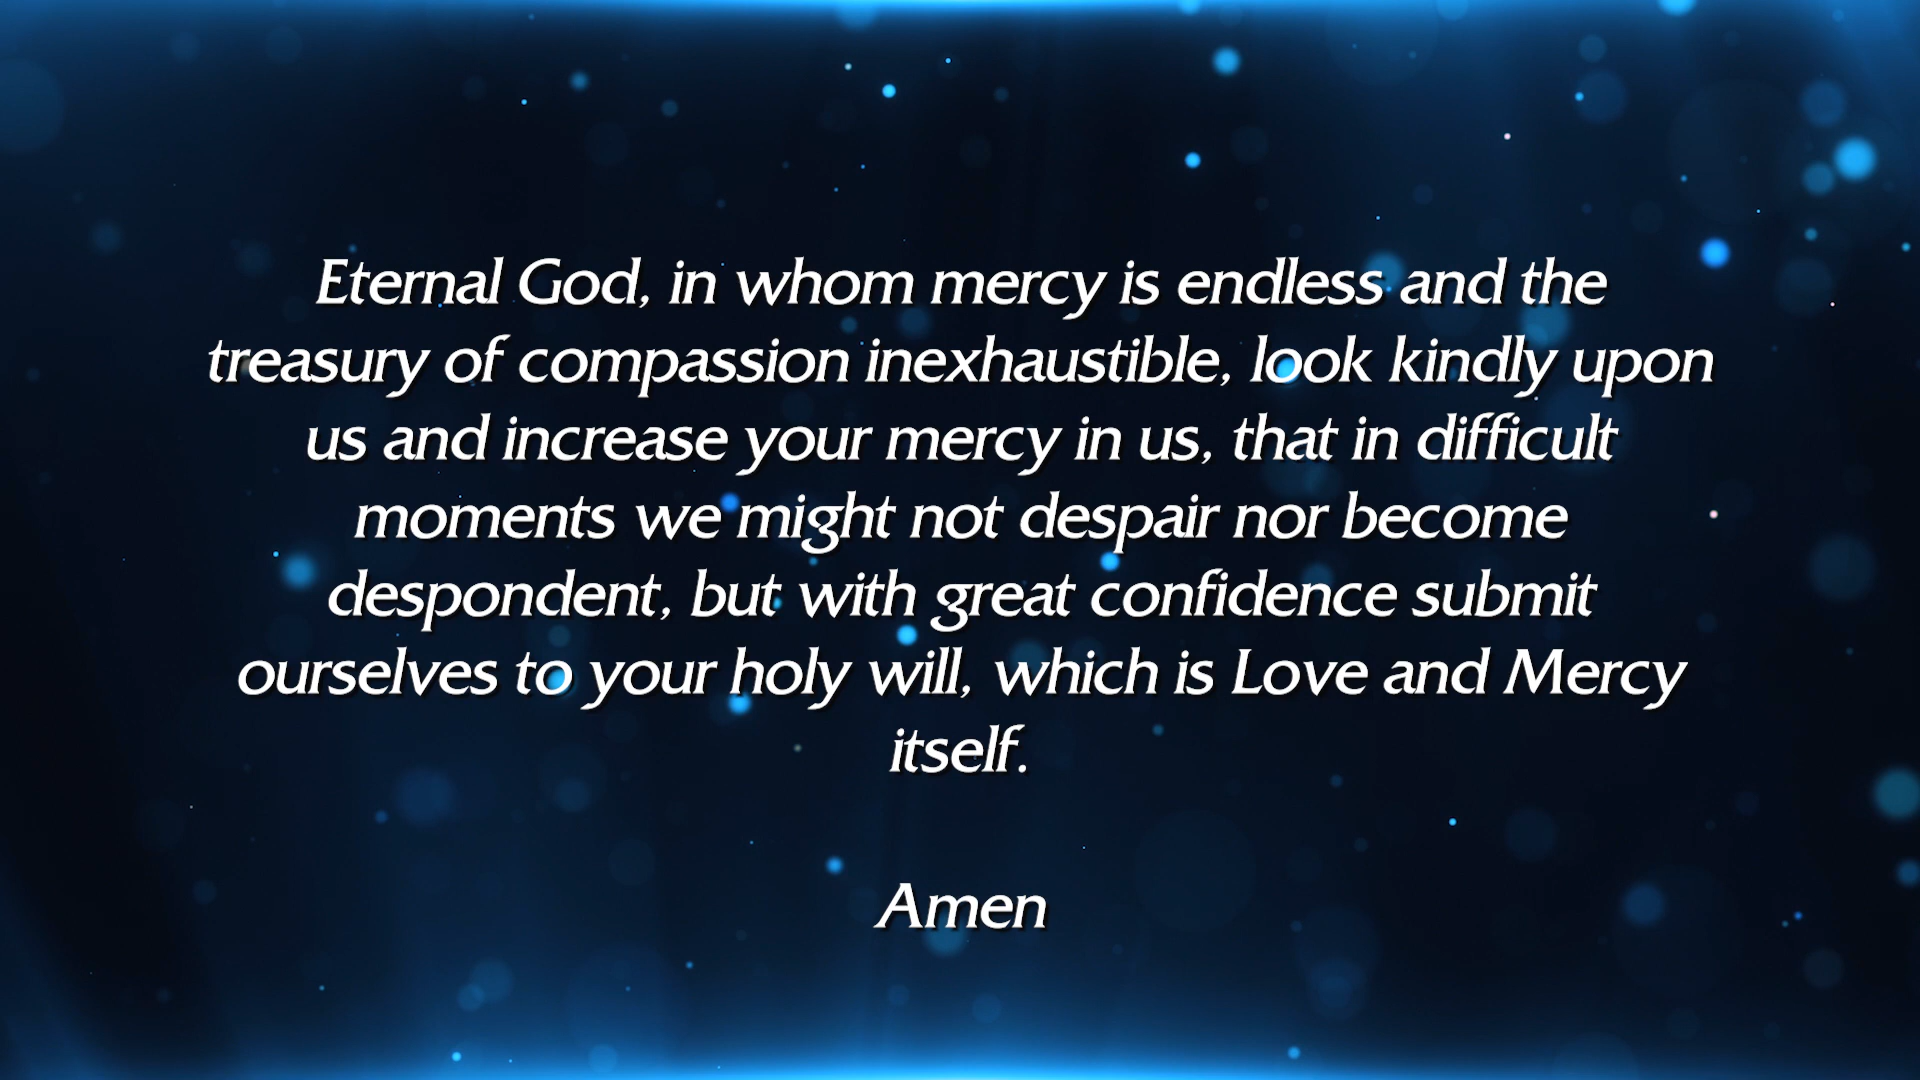 Eternal God, in whom mercy is endless and the
treasury of compassion inexhaustible, look kindly upon
us and increase your mercy in us, that in difficult
moments we might not despair nor become
despondent, but with great confidence submit
ourselves to your holy will, which is Love and Mercy
itself.
Amen